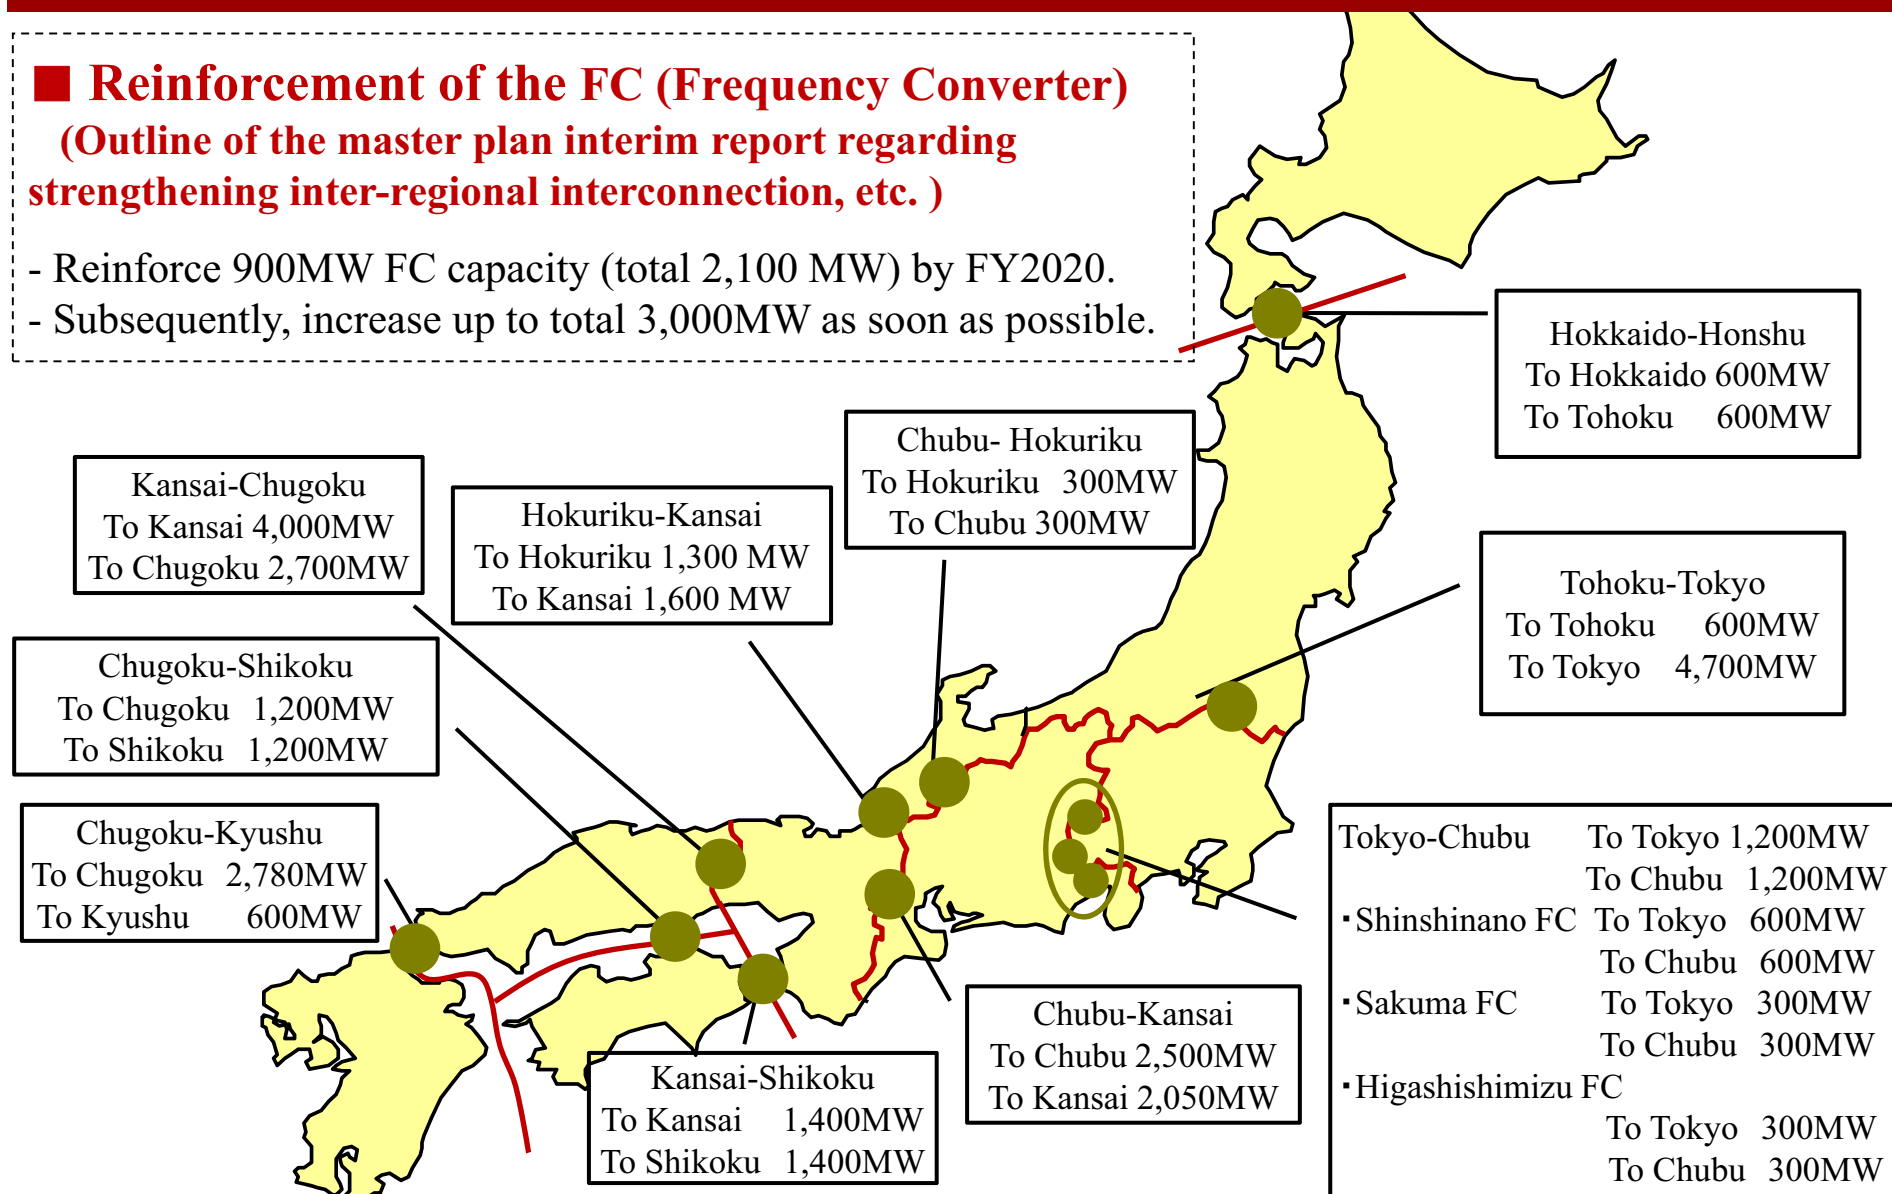 ■ Reinforcement of the FC (Frequency Converter)
(Outline of the master plan interim report regarding
strengthening inter-regional interconnection, etc. )
- Reinforce 900MW FC capacity (total 2,100 MW) by FY2020.
- Subsequently, increase up to total 3,000MW as soon as possible.
Hokkaido-Honshu
To Hokkaido 600MW
To Tohoku 600MW
Chubu- Hokuriku
To Hokuriku 300MW
To Chubu 300MW
Kansai-Chugoku
To Kansai 4,000MW
To Chugoku 2,700MW
Hokuriku-Kansai
To Hokuriku 1,300 MW
To Kansai 1,600 MW
Tohoku-Tokyo
To Tohoku 600MW
To Tokyo 4,700MW
Chugoku-Shikoku
To Chugoku 1,200MW
To Shikoku 1,200MW
Chugoku-Kyushu
To Chugoku 2,780MW
To Kyushu 600MW
Tokyo-Chubu To Tokyo 1,200MW
To Chubu 1,200MW
・Shinshinano FC To Tokyo 600MW
To Chubu 600MW
・Sakuma FC To Tokyo 300MW
To Chubu 300MW
・Higashishimizu FC
To Tokyo 300MW
To Chubu 300MW
Chubu-Kansai
To Chubu 2,500MW
To Kansai 2,050MW
Kansai-Shikoku
To Kansai 1,400MW
To Shikoku 1,400MW